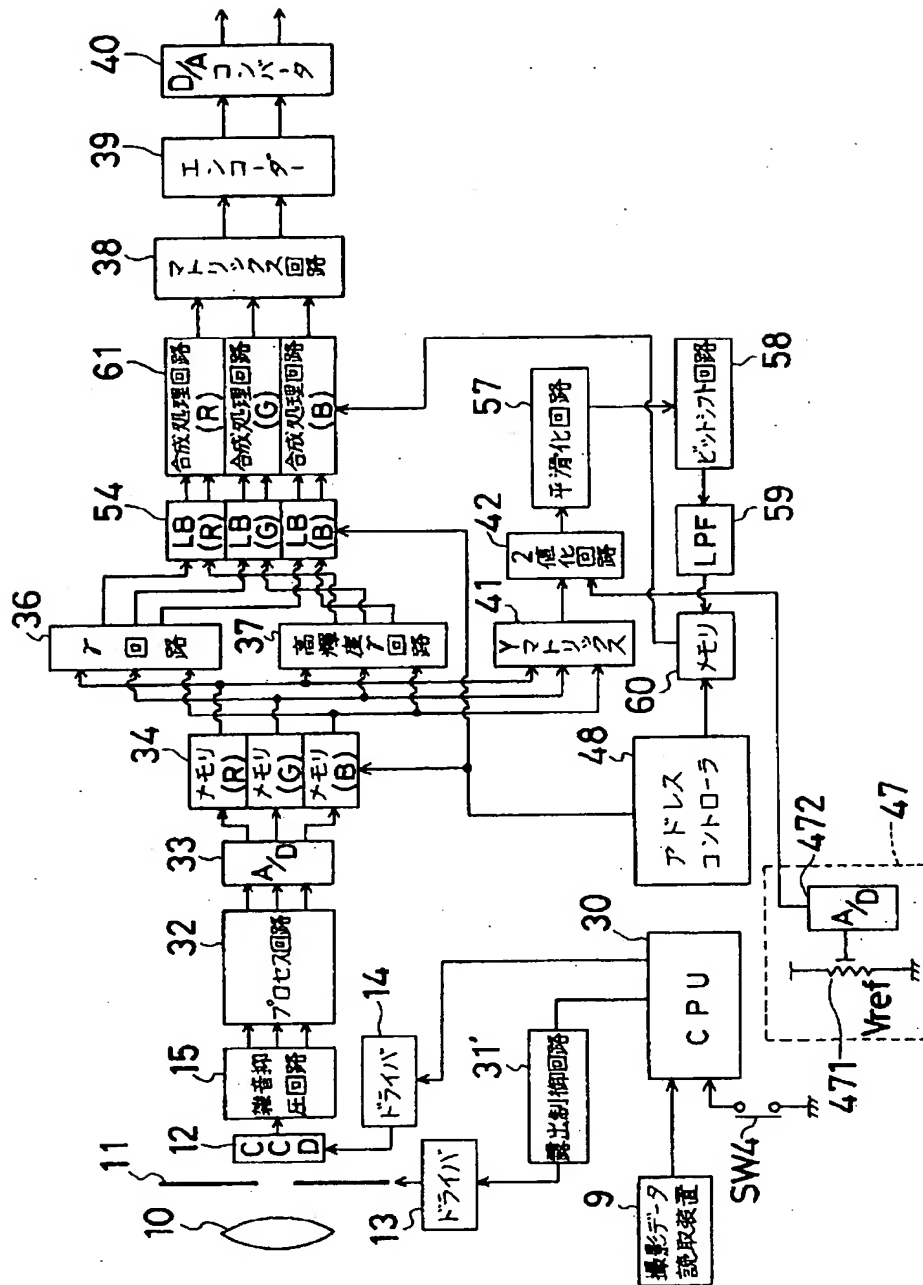 10
11
12
CCD
13
ドライバ
14
ドライバ
15
雑音抑
圧回路
32
プロセス回路
33
A/D
34
メモリ
(R)
メモリ
(G)
メモリ
(B)
36
γ
回路
37
高輝度γ回路
54
LB
(R)
LB
(G)
LB
(B)
61
合成処理回路
(R)
合成処理回路
(G)
合成処理回路
(B)
38
マトリックス回路
39
エンコーダー
40
D/A
コンバータ
41
Yマトリックス
42
2値化回路
57
平滑化回路
58
ビットシフト回路
59
LPF
60
メモリ
48
アドレス
コントローラ
47
472
A/D
471
Vref
30
CPU
31'
露出制御回路
9
撮影データ
読取装置
SW4